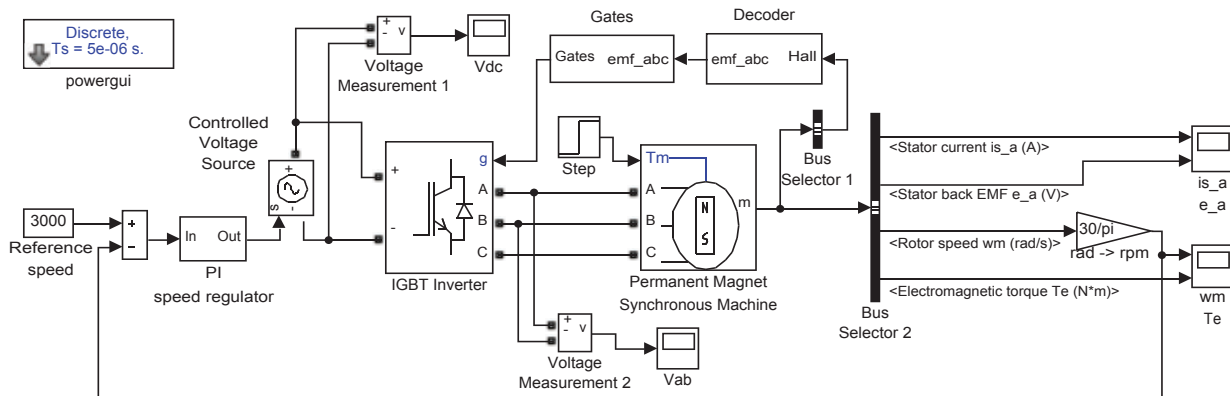 Discrete,
Ts = 5e-06 s.
powergui
+
-
v
Voltage
Measurement 1
Vdc
Gates
Gates
emf_abc
Decoder
emf_abc
Hall
Controlled
Voltage
Source
s
+
-
3000
Reference
speed
+
-
In
Out
PI
speed regulator
+
-
g
A
B
C
IGBT Inverter
Step
Tm
A
B
C
N
S
m
Permanent Magnet
Synchronous Machine
Bus
Selector 1
Bus
Selector 2
<Stator current is_a (A)>
<Stator back EMF e_a (V)>
<Rotor speed wm (rad/s)>
<Electromagnetic torque Te (N*m)>
30/pi
rad -> rpm
is_a
e_a
wm
Te
+
-
v
Voltage
Measurement 2
Vab